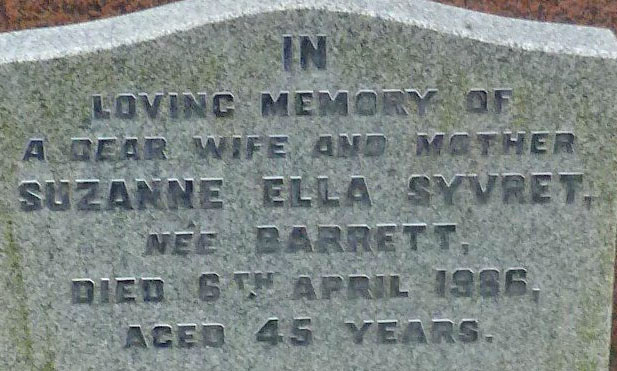 IN
LOVING MEMORY OF
A DEAR WIFE AND MOTHER
SUZANNE ELLA SYVRET,
NÉE BARRETT,
DIED 6TH APRIL 1986,
AGED 45 YEARS.